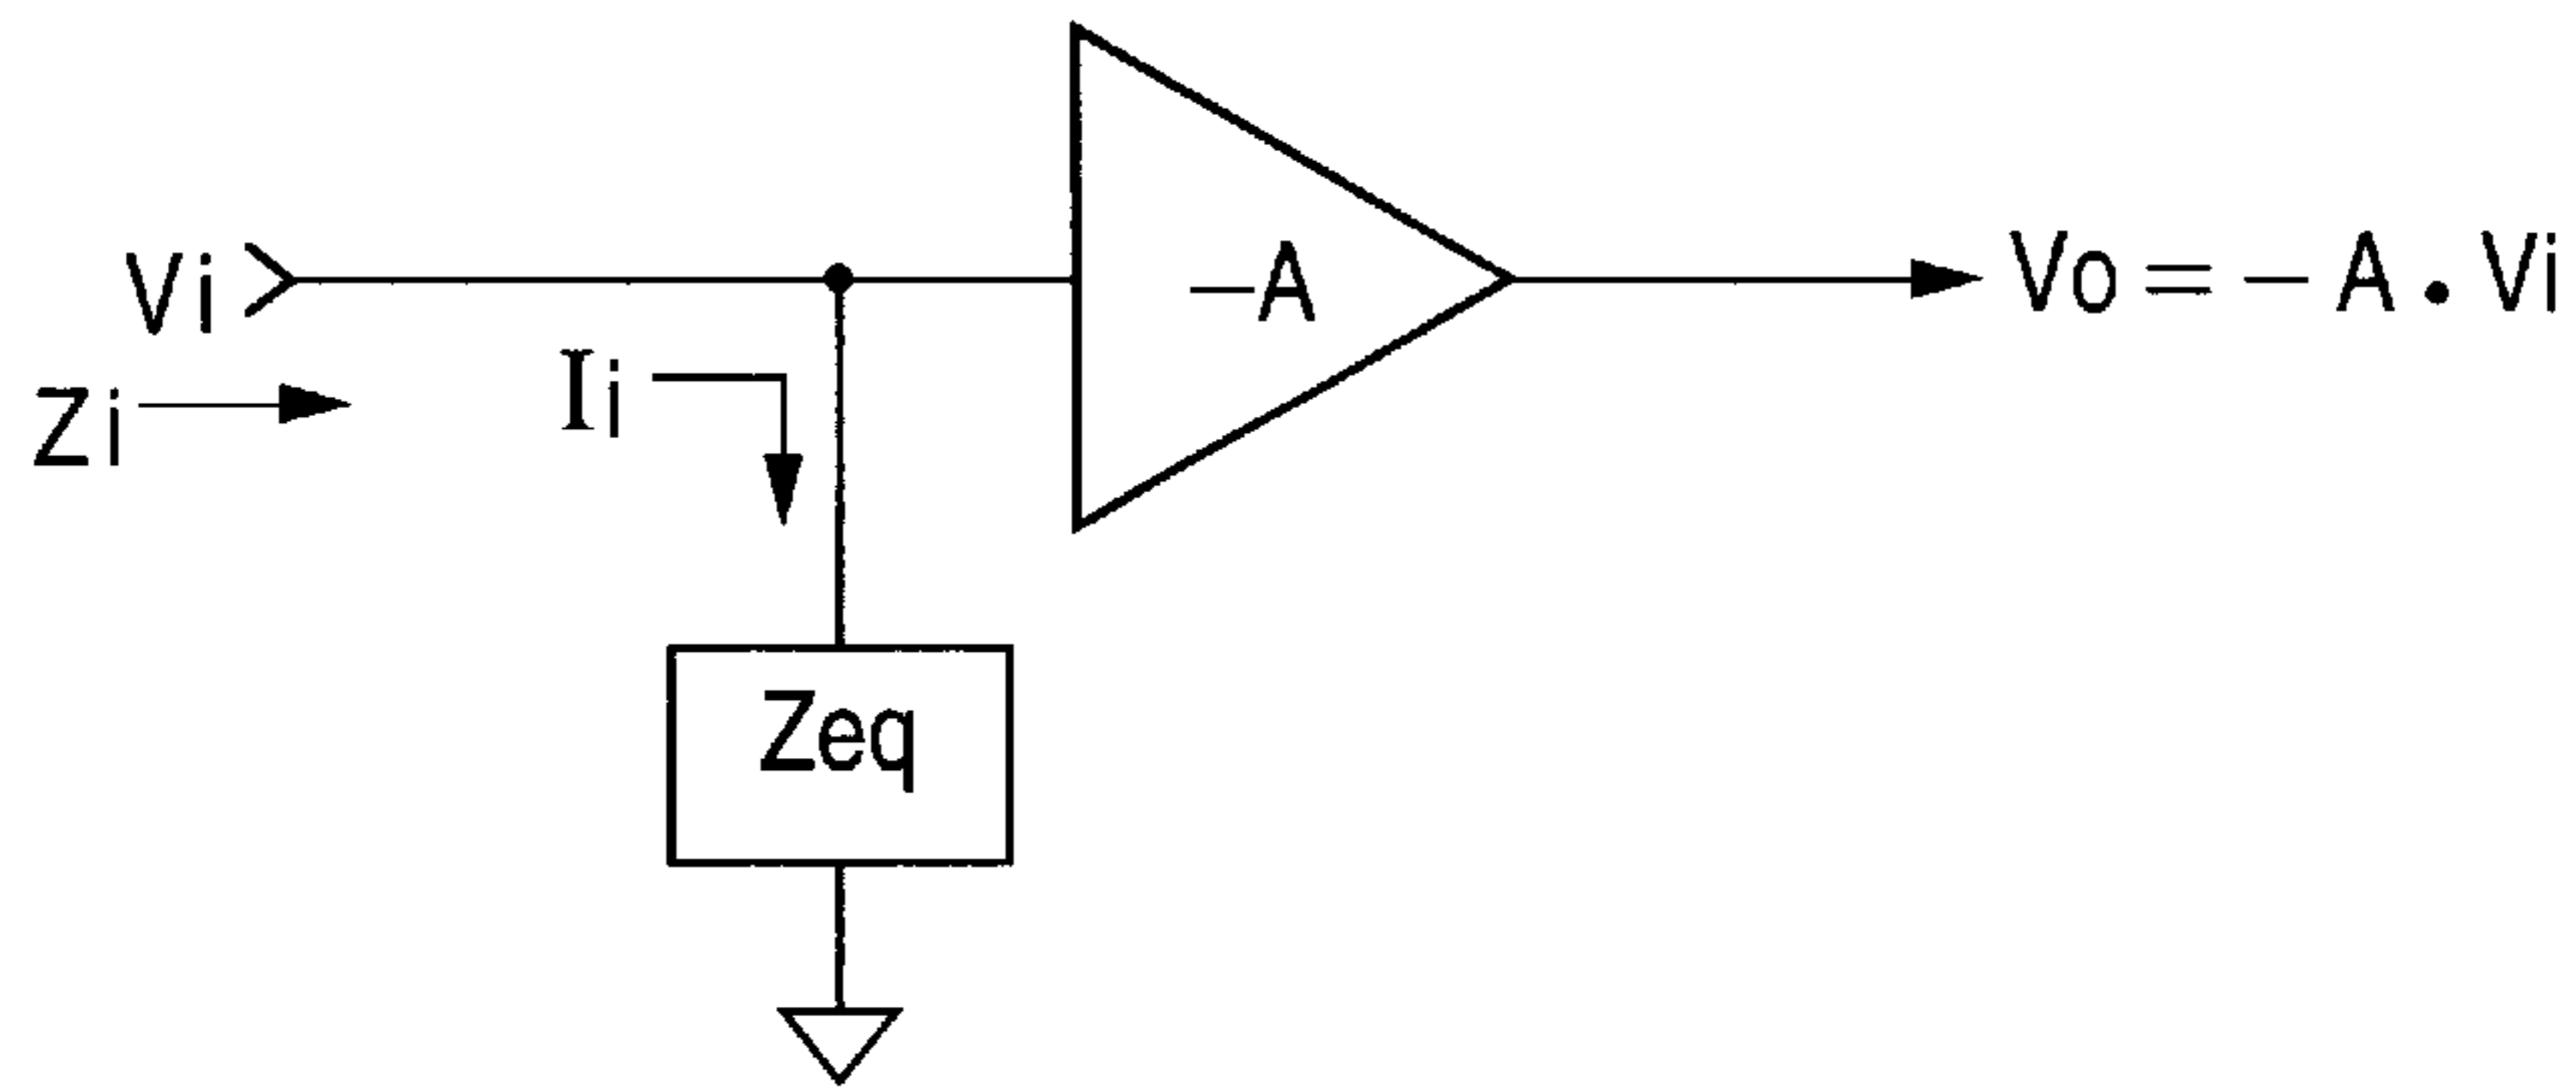 Vi
Zi
Ii
−A
Vo = − A • Vi
Zeq